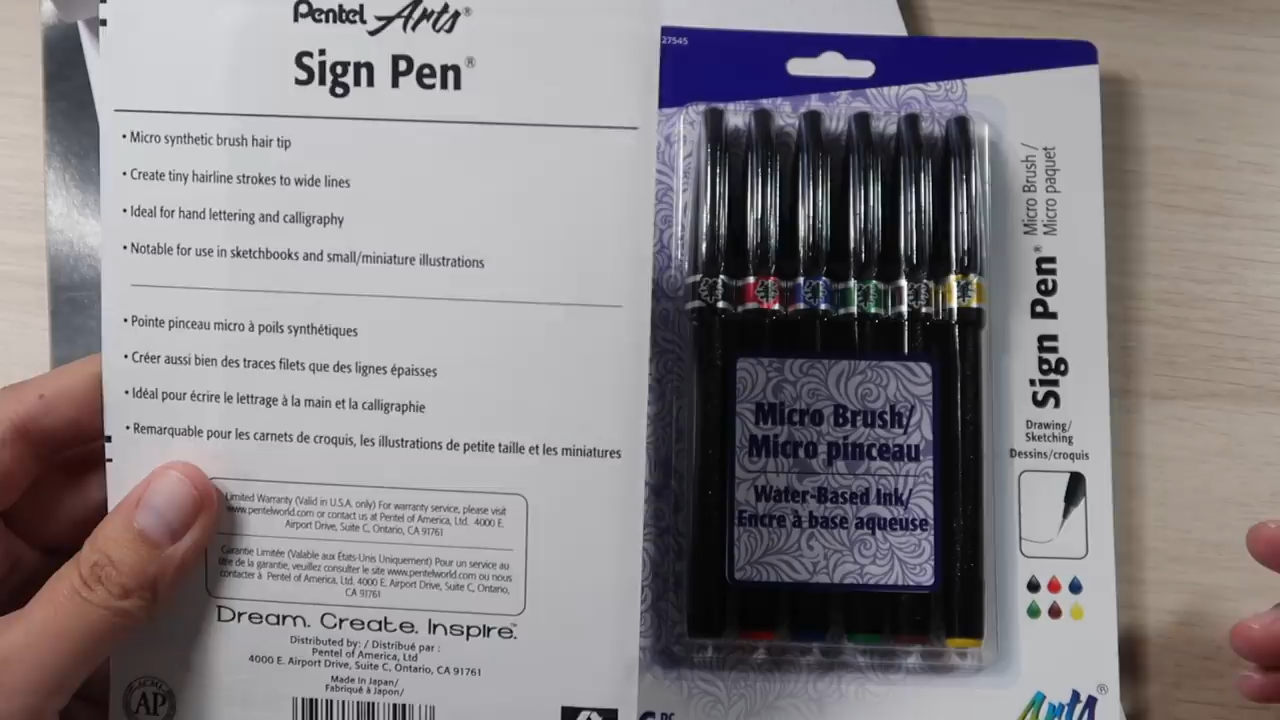 Pentel Arts®
Sign Pen®
• Micro synthetic brush hair tip
• Create tiny hairline strokes to wide lines
• Ideal for hand lettering and calligraphy
• Notable for use in sketchbooks and small/miniature illustrations
• Pointe pinceau micro à poils synthétiques
• Créer aussi bien des traces filets que des lignes épaisses
• Idéal pour écrire le lettrage à la main et la calligraphie
• Remarquable pour les carnets de croquis, les illustrations de petite taille et les miniatures
Limited Warranty (Valid in U.S.A. only) For warranty service, please visit
www.pentelworld.com or contact us at Pentel of America, Ltd. 4000 E.
Airport Drive, Suite C, Ontario, CA 91761
Garantie Limitée (Valable aux États-Unis Uniquement) Pour un service au
titre de la garantie, veuillez consulter le site www.pentelworld.com ou nous
contacter à Pentel of America, Ltd. 4000 E. Airport Drive, Suite C, Ontario,
CA 91761
Dream. Create. Inspire.™
Distributed by: / Distribué par :
Pentel of America, Ltd
4000 E. Airport Drive, Suite C, Ontario, CA 91761
Made in Japan/
Fabriqué à Japon/
ACMI
AP
27545
Micro Brush/
Micro pinceau
Water-Based Ink/
Encre à base aqueuse
Sign Pen® Micro Brush /
Micro paquet
Drawing/
Sketching
Dessins/croquis
6 PC
Arts®